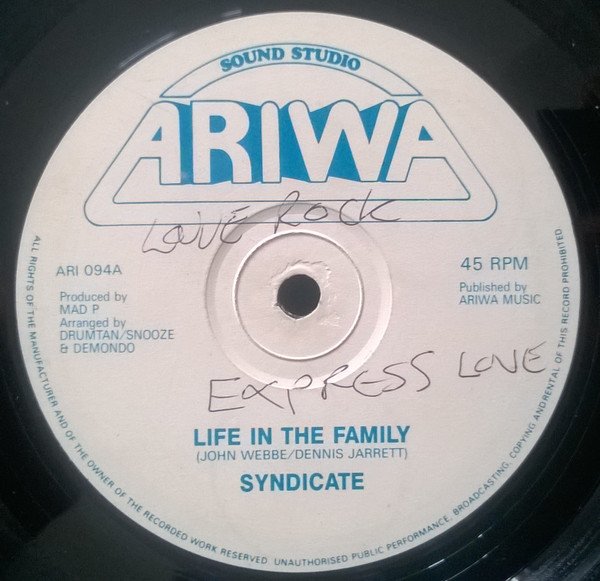 SOUND STUDIO
ARIWA
LOVE ROCK
ARI 094A
45 RPM
Produced by
MAD P
Arranged by
DRUMTAN/SNOOZE
& DEMONDO
Published by
ARIWA MUSIC
EXPRESS LOVE
LIFE IN THE FAMILY
(JOHN WEBBE/DENNIS JARRETT)
SYNDICATE
ALL RIGHTS OF THE MANUFACTURER AND OF THE OWNER OF THE RECORDED WORK RESERVED. UNAUTHORISED PUBLIC PERFORMANCE, BROADCASTING, COPYING AND RENTAL OF THIS RECORD PROHIBITED